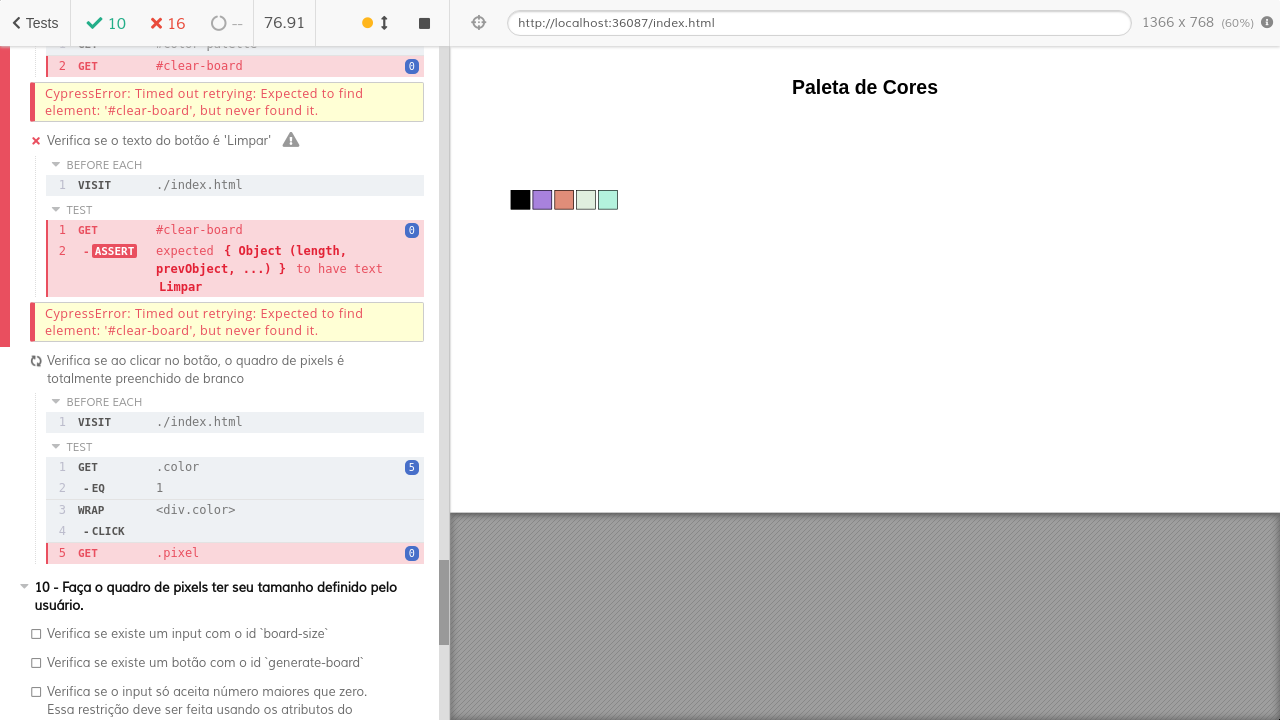 Tests
10
16
--
76.91
http://localhost:36087/index.html
1366 x 768 (60%)
1 GET #color-palette
2 GET #clear-board 0
CypressError: Timed out retrying: Expected to find
element: '#clear-board', but never found it.
Verifica se o texto do botão é 'Limpar'
BEFORE EACH
1 VISIT ./index.html
TEST
1 GET #clear-board 0
2 - ASSERT expected { Object (length,
prevObject, ...) } to have text
Limpar
CypressError: Timed out retrying: Expected to find
element: '#clear-board', but never found it.
Verifica se ao clicar no botão, o quadro de pixels é
totalmente preenchido de branco
BEFORE EACH
1 VISIT ./index.html
TEST
1 GET .color 5
2 - EQ 1
3 WRAP <div.color>
4 - CLICK
5 GET .pixel 0
10 - Faça o quadro de pixels ter seu tamanho definido pelo
usuário.
Verifica se existe um input com o id `board-size`
Verifica se existe um botão com o id `generate-board`
Verifica se o input só aceita número maiores que zero.
Essa restrição deve ser feita usando os atributos do
Paleta de Cores